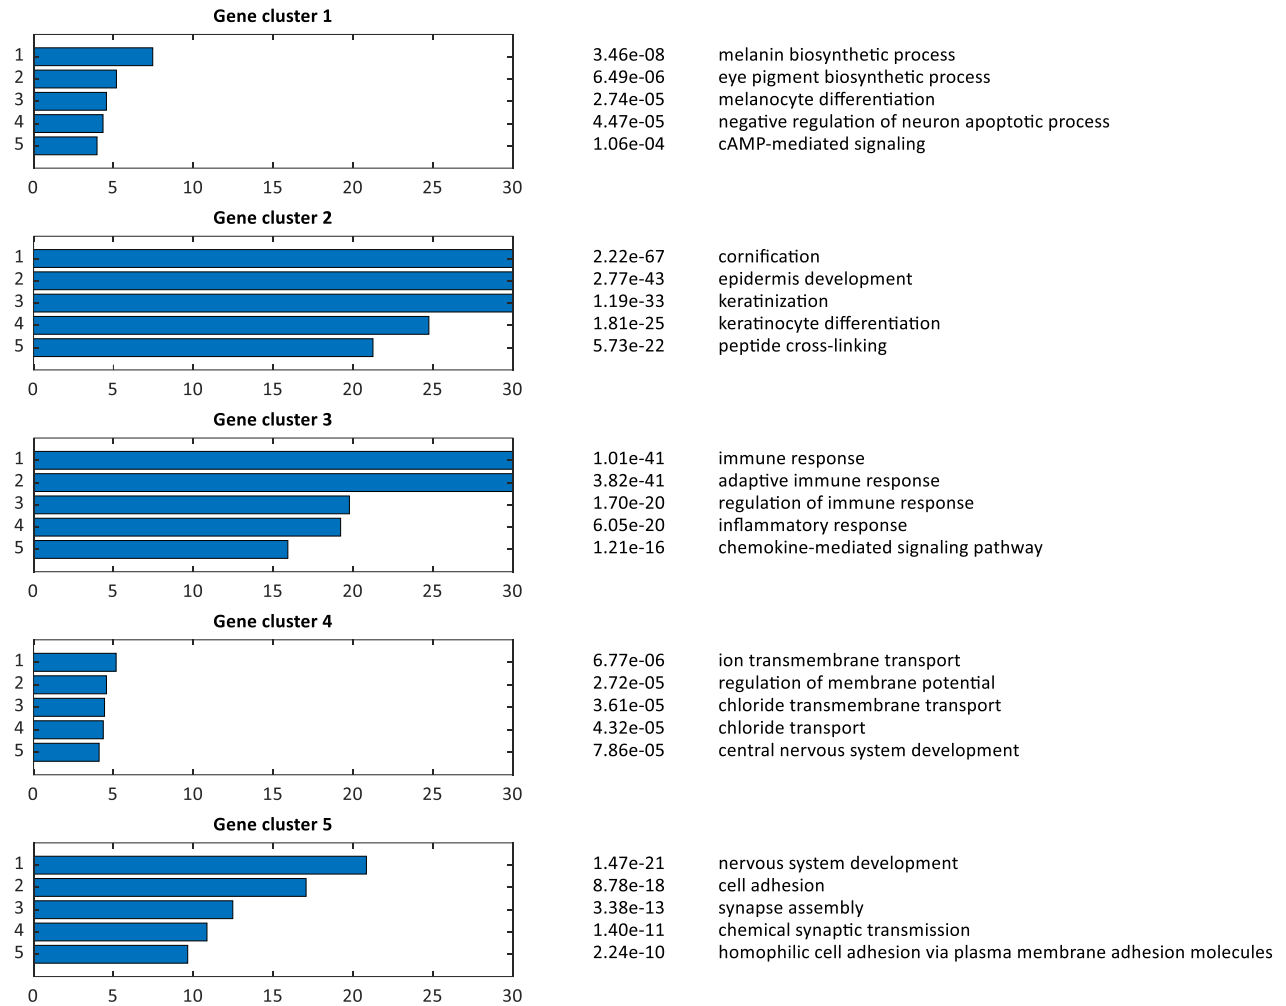 Gene cluster 1
1 3.46e-08 melanin biosynthetic process
2 6.49e-06 eye pigment biosynthetic process
3 2.74e-05 melanocyte differentiation
4 4.47e-05 negative regulation of neuron apoptotic process
5 1.06e-04 cAMP-mediated signaling
0 5 10 15 20 25 30
Gene cluster 2
1 2.22e-67 cornification
2 2.77e-43 epidermis development
3 1.19e-33 keratinization
4 1.81e-25 keratinocyte differentiation
5 5.73e-22 peptide cross-linking
0 5 10 15 20 25 30
Gene cluster 3
1 1.01e-41 immune response
2 3.82e-41 adaptive immune response
3 1.70e-20 regulation of immune response
4 6.05e-20 inflammatory response
5 1.21e-16 chemokine-mediated signaling pathway
0 5 10 15 20 25 30
Gene cluster 4
1 6.77e-06 ion transmembrane transport
2 2.72e-05 regulation of membrane potential
3 3.61e-05 chloride transmembrane transport
4 4.32e-05 chloride transport
5 7.86e-05 central nervous system development
0 5 10 15 20 25 30
Gene cluster 5
1 1.47e-21 nervous system development
2 8.78e-18 cell adhesion
3 3.38e-13 synapse assembly
4 1.40e-11 chemical synaptic transmission
5 2.24e-10 homophilic cell adhesion via plasma membrane adhesion molecules
0 5 10 15 20 25 30